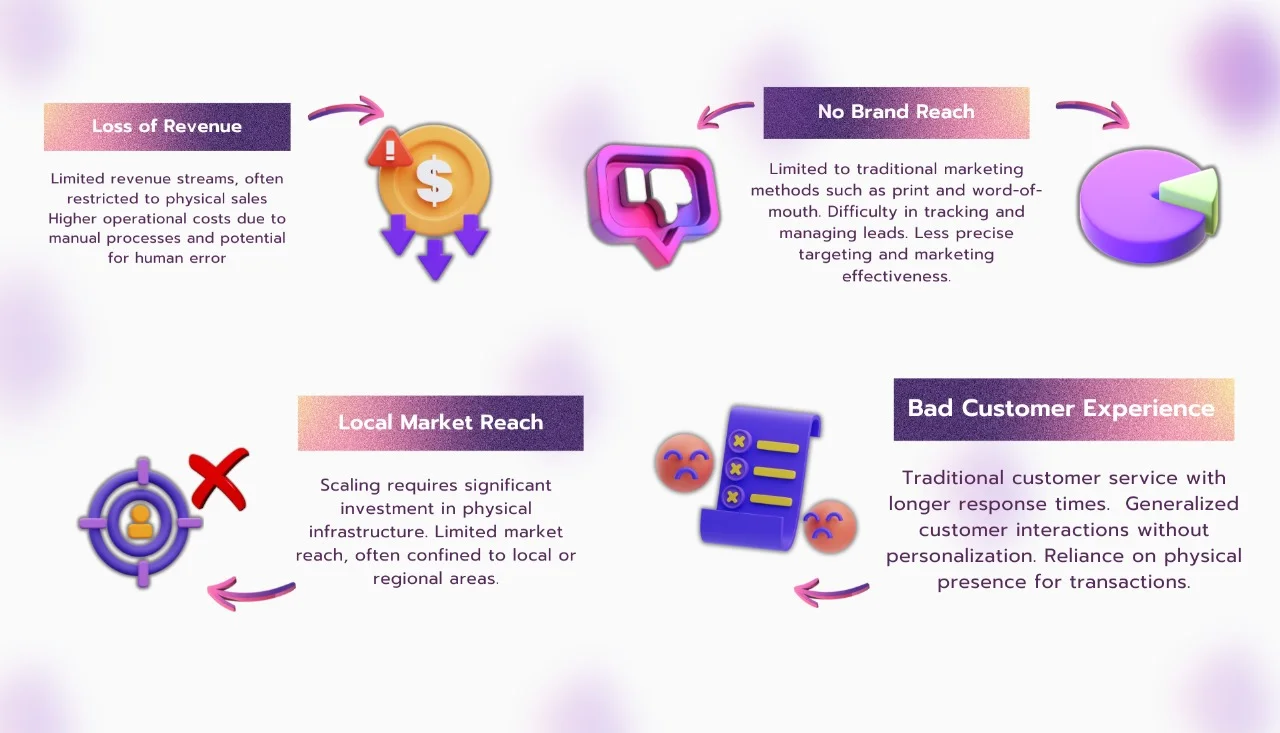 Loss of Revenue
Limited revenue streams, often
restricted to physical sales
Higher operational costs due to
manual processes and potential
for human error
No Brand Reach
Limited to traditional marketing
methods such as print and word-of-
mouth. Difficulty in tracking and
managing leads. Less precise
targeting and marketing
effectiveness.
Local Market Reach
Scaling requires significant
investment in physical
infrastructure. Limited market
reach, often confined to local or
regional areas.
Bad Customer Experience
Traditional customer service with
longer response times.  Generalized
customer interactions without
personalization. Reliance on physical
presence for transactions.